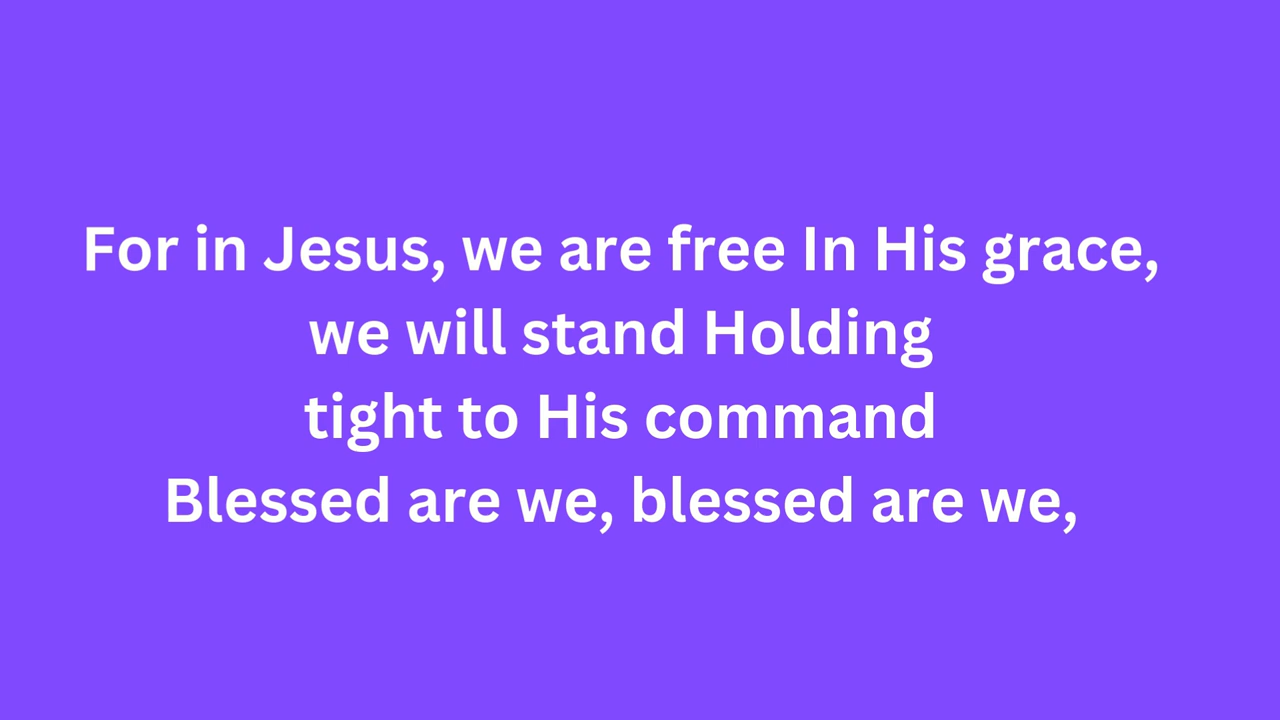 For in Jesus, we are free In His grace,
we will stand Holding
tight to His command
Blessed are we, blessed are we,